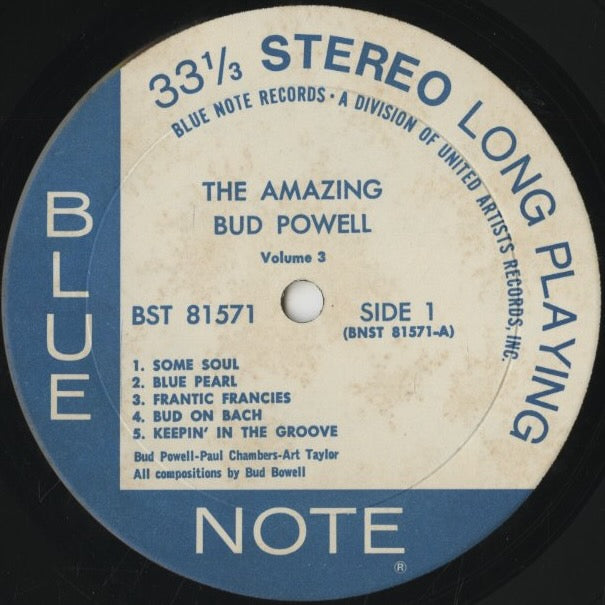 33⅓ STEREO LONG PLAYING
BLUE NOTE RECORDS • A DIVISION OF UNITED ARTISTS RECORDS, INC.
THE AMAZING
BUD POWELL
Volume 3
BST 81571
SIDE 1
(BNST 81571-A)
1. SOME SOUL
2. BLUE PEARL
3. FRANTIC FRANCIES
4. BUD ON BACH
5. KEEPIN' IN THE GROOVE
Bud Powell-Paul Chambers-Art Taylor
All compositions by Bud Bowell
BLUE
NOTE
®